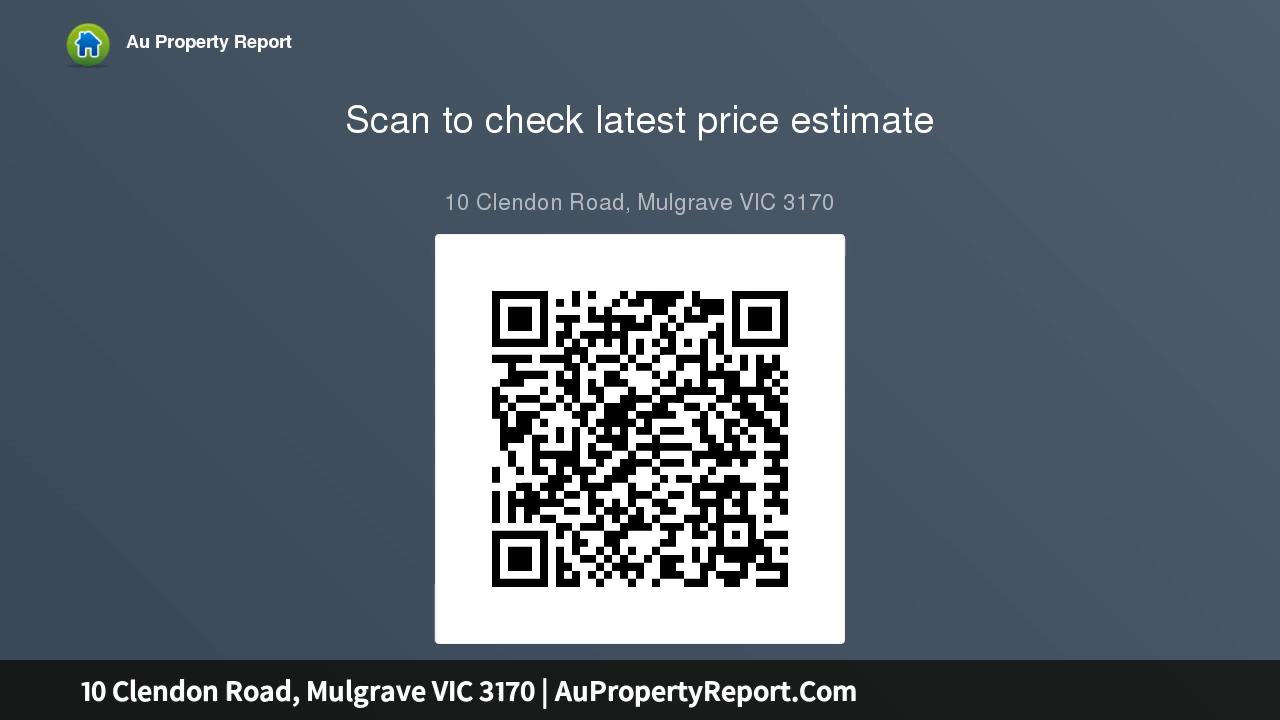 Au Property Report
Scan to check latest price estimate
10 Clendon Road, Mulgrave VIC 3170
10 Clendon Road, Mulgrave VIC 3170 | AuPropertyReport.Com